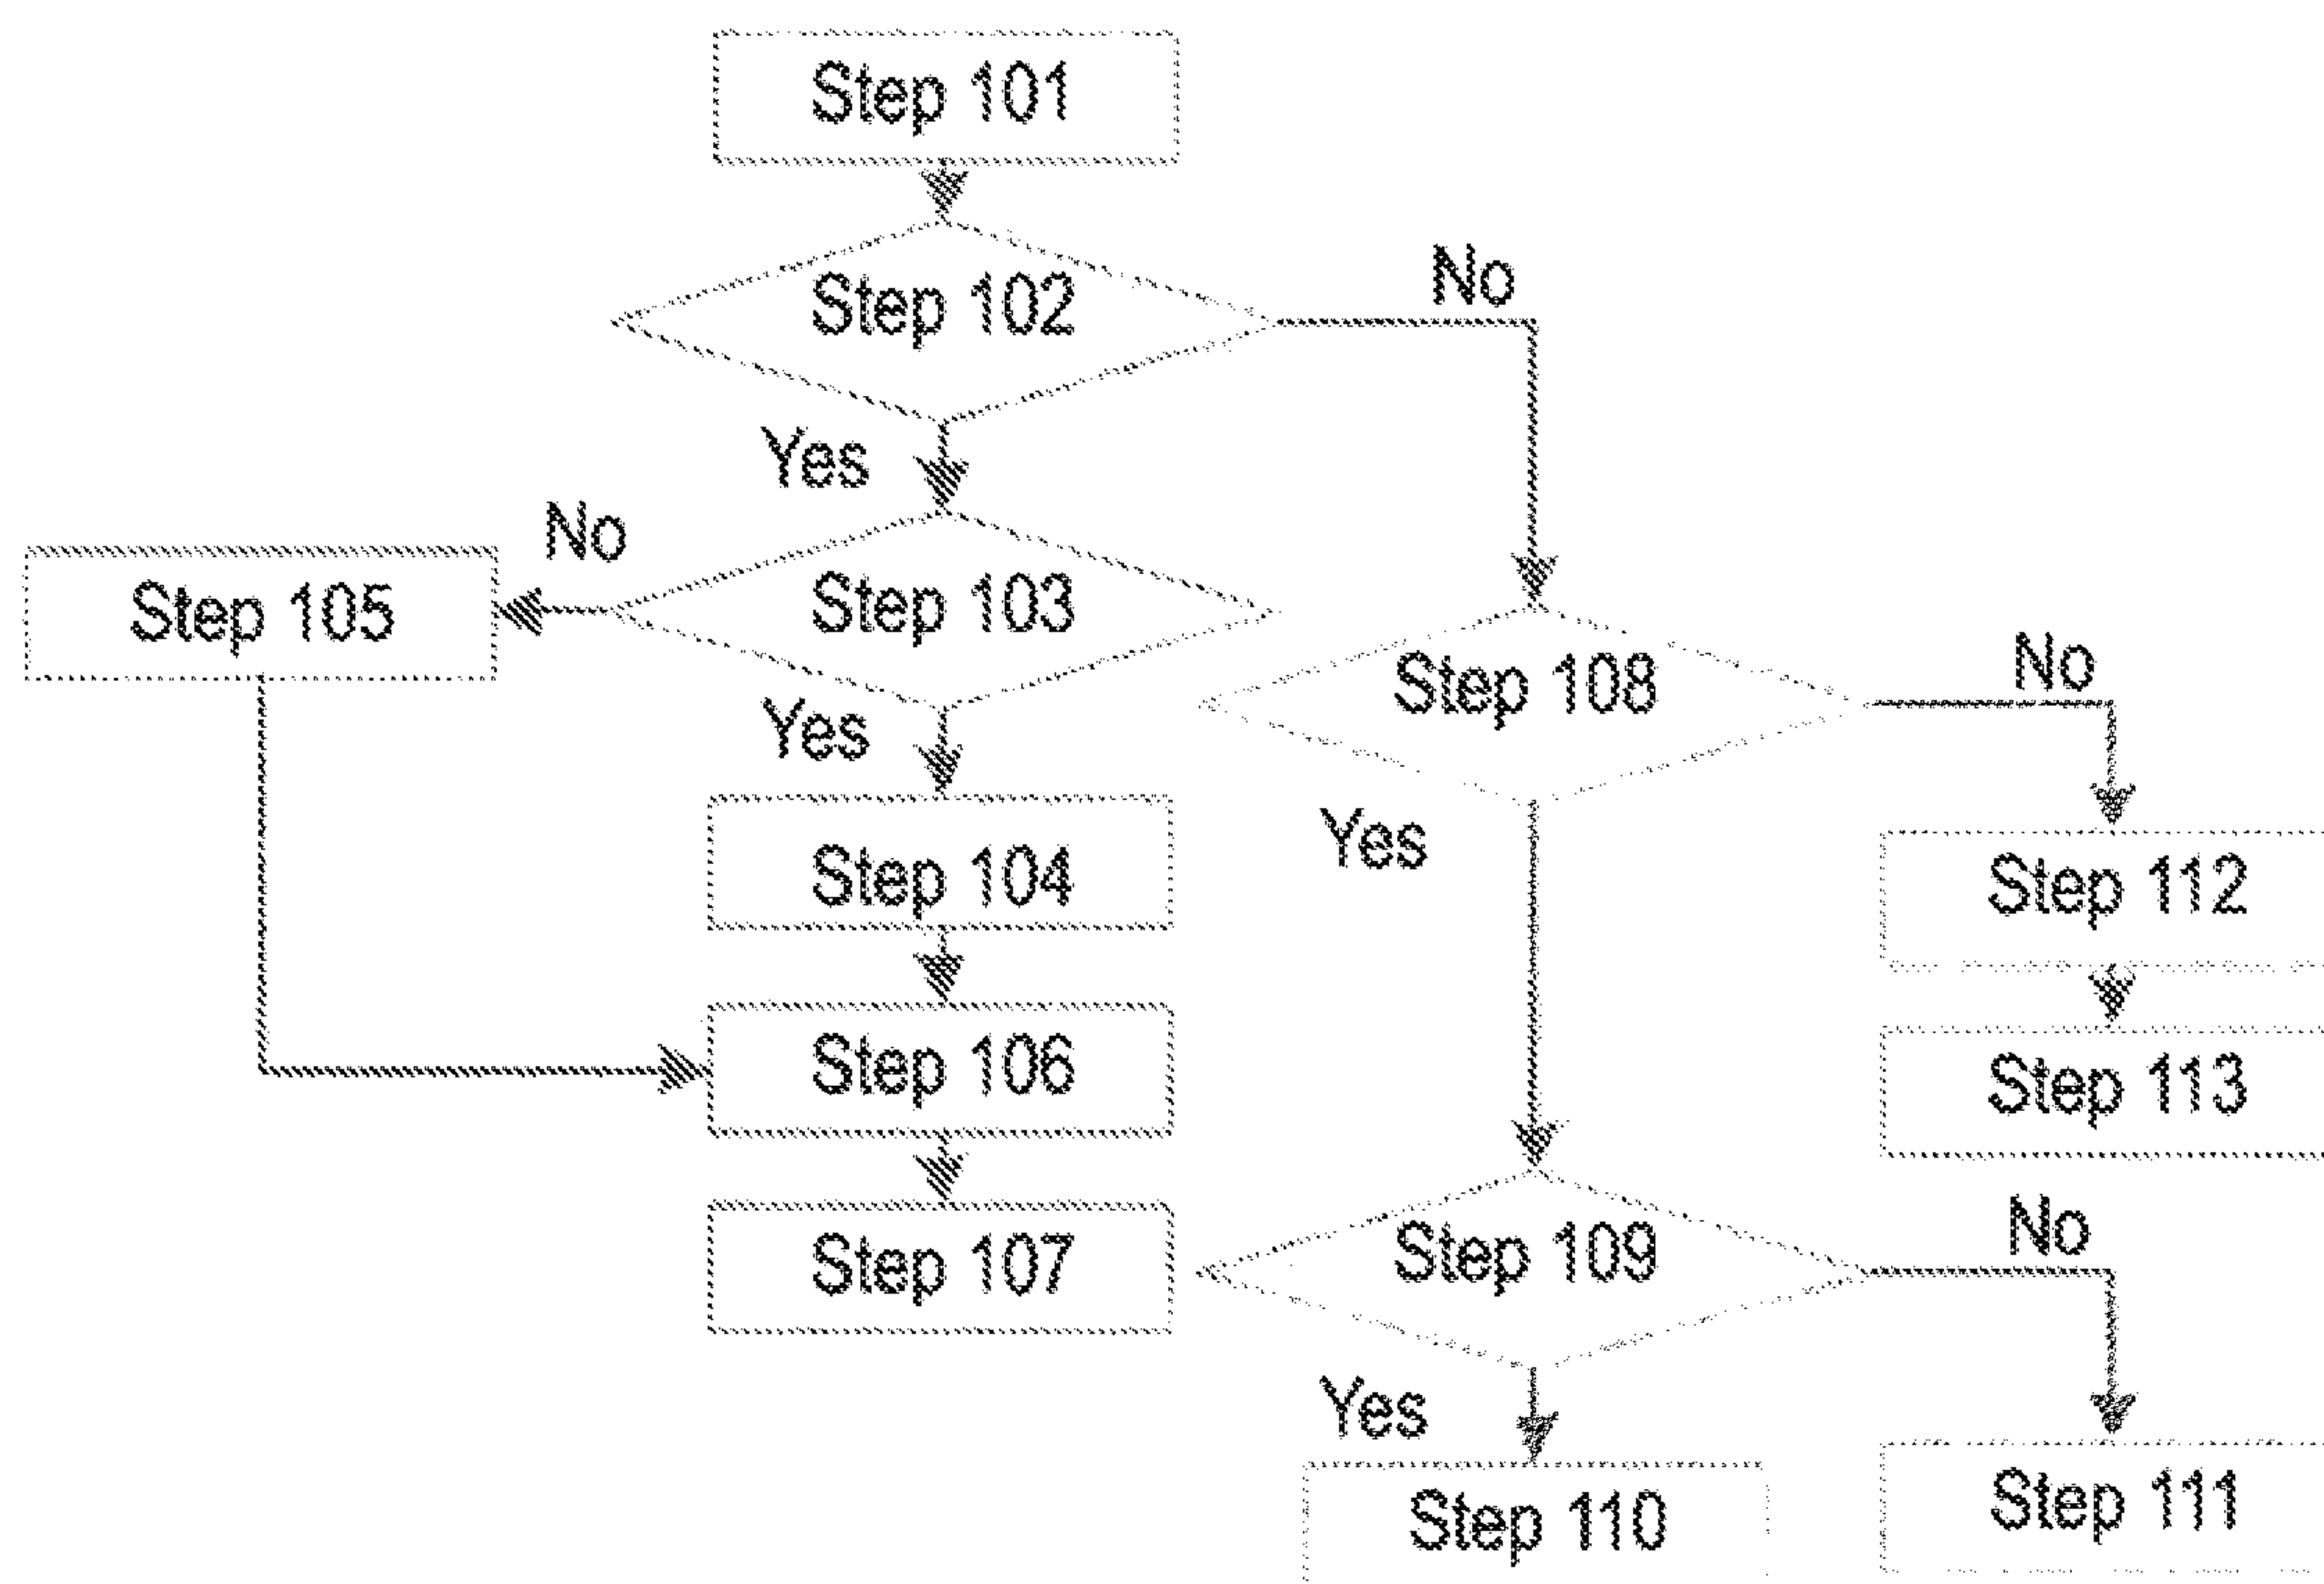 Step 101
Step 102
No
Yes
No
Step 105
Step 103
Step 108
No
Yes
Yes
Step 104
Step 112
Step 106
Step 113
Step 107
Step 109
No
Yes
Step 110
Step 111